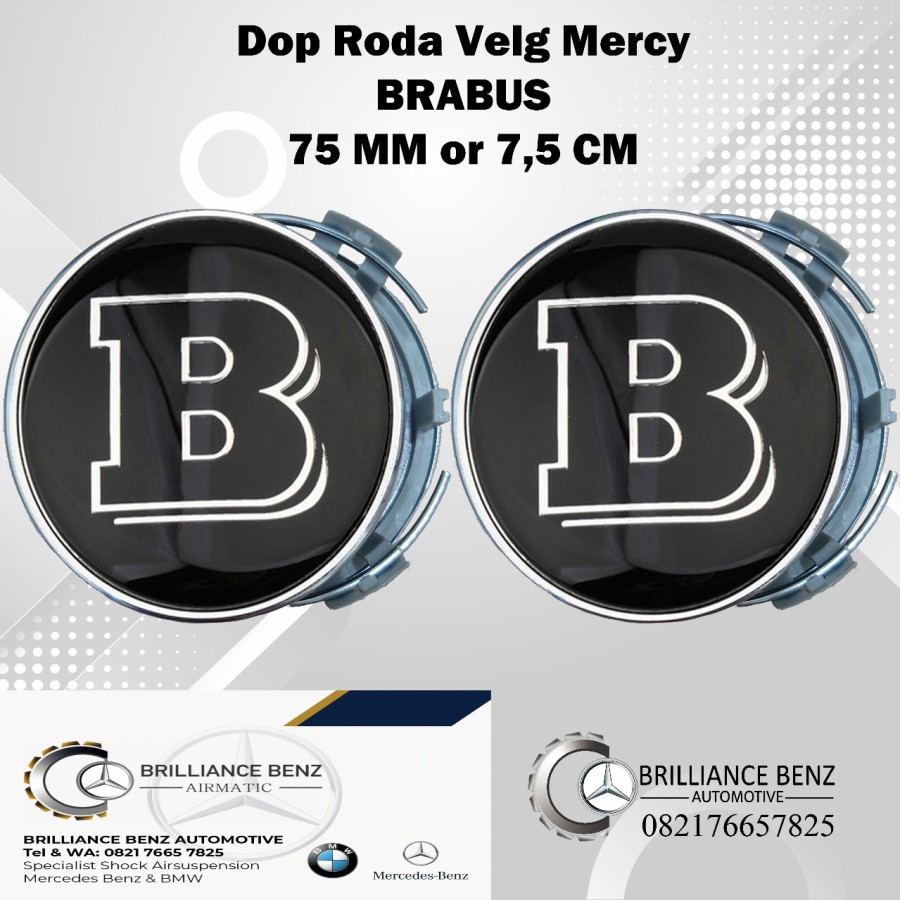 Dop Roda Velg Mercy
BRABUS
75 MM or 7,5 CM
B
B
BRILLIANCE BENZ
AIRMATIC
BRILLIANCE BENZ AUTOMOTIVE
Tel & WA: 0821 7665 7825
Specialist Shock Airsuspension
Mercedes Benz & BMW
BMW
Mercedes-Benz
BRILLIANCE BENZ
AUTOMOTIVE
082176657825